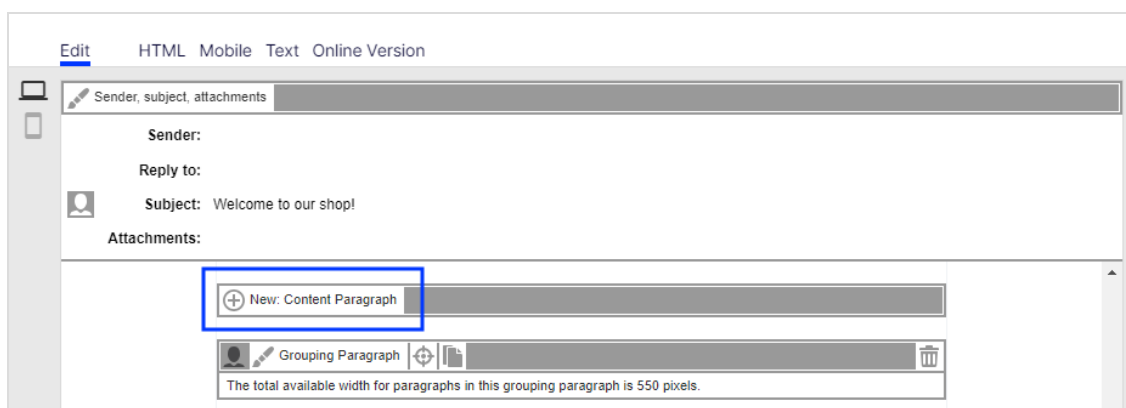 Edit HTML Mobile Text Online Version
Sender, subject, attachments
Sender:
Reply to:
Subject: Welcome to our shop!
Attachments:
New: Content Paragraph
Grouping Paragraph
The total available width for paragraphs in this grouping paragraph is 550 pixels.